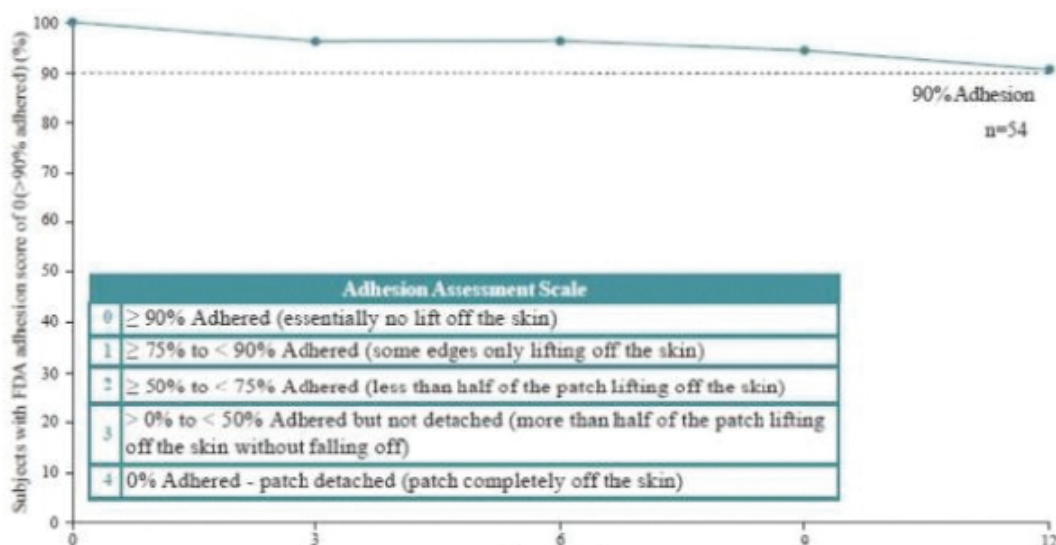 Subjects with FDA adhesion score of 0(>90% adhered) (%)
100
90
80
70
60
50
40
30
20
10
0
90% Adhesion
n=54
Adhesion Assessment Scale
0 ≥ 90% Adhered (essentially no lift off the skin)
1 ≥ 75% to < 90% Adhered (some edges only lifting off the skin)
2 ≥ 50% to < 75% Adhered (less than half of the patch lifting off the skin)
3 > 0% to < 50% Adhered but not detached (more than half of the patch lifting
off the skin without falling off)
4 0% Adhered - patch detached (patch completely off the skin)
0 3 6 9 12